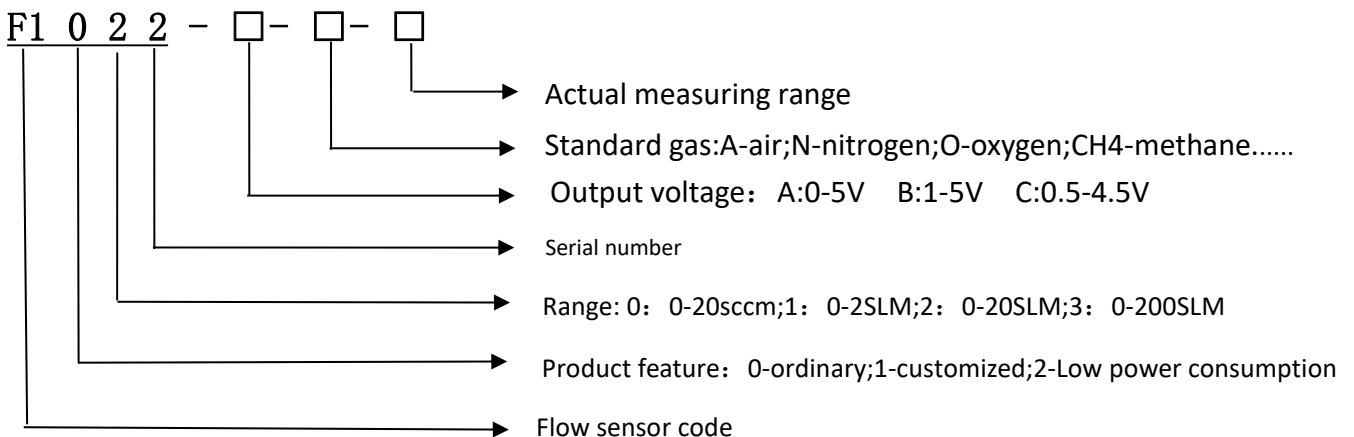 F1 0 2 2 - □- □- □
Actual measuring range
Standard gas:A-air;N-nitrogen;O-oxygen;CH4-methane......
Output voltage：A:0-5V B:1-5V C:0.5-4.5V
Serial number
Range: 0：0-20sccm;1：0-2SLM;2：0-20SLM;3：0-200SLM
Product feature：0-ordinary;1-customized;2-Low power consumption
Flow sensor code